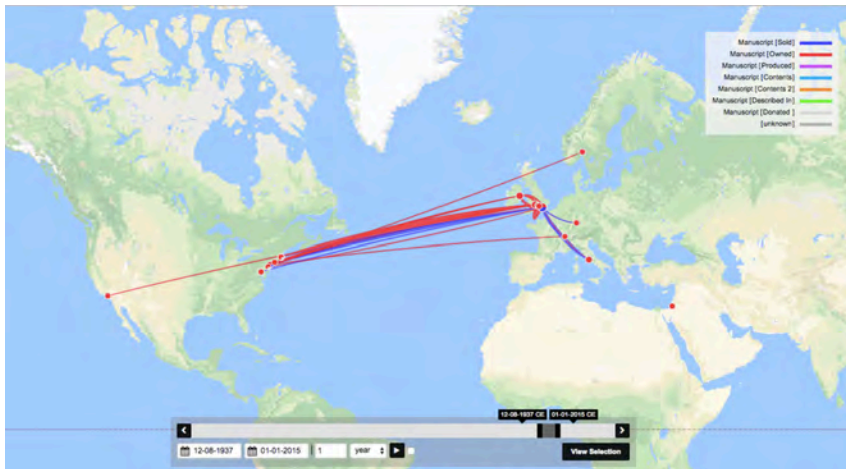 Manuscript [Sold]
Manuscript [Owned]
Manuscript [Produced]
Manuscript [Contents]
Manuscript [Contents 2]
Manuscript [Described In]
Manuscript [Donated ]
[unknown]
12-08-1937 CE 01-01-2015 CE
12-08-1937 01-01-2015 1 year View Selection